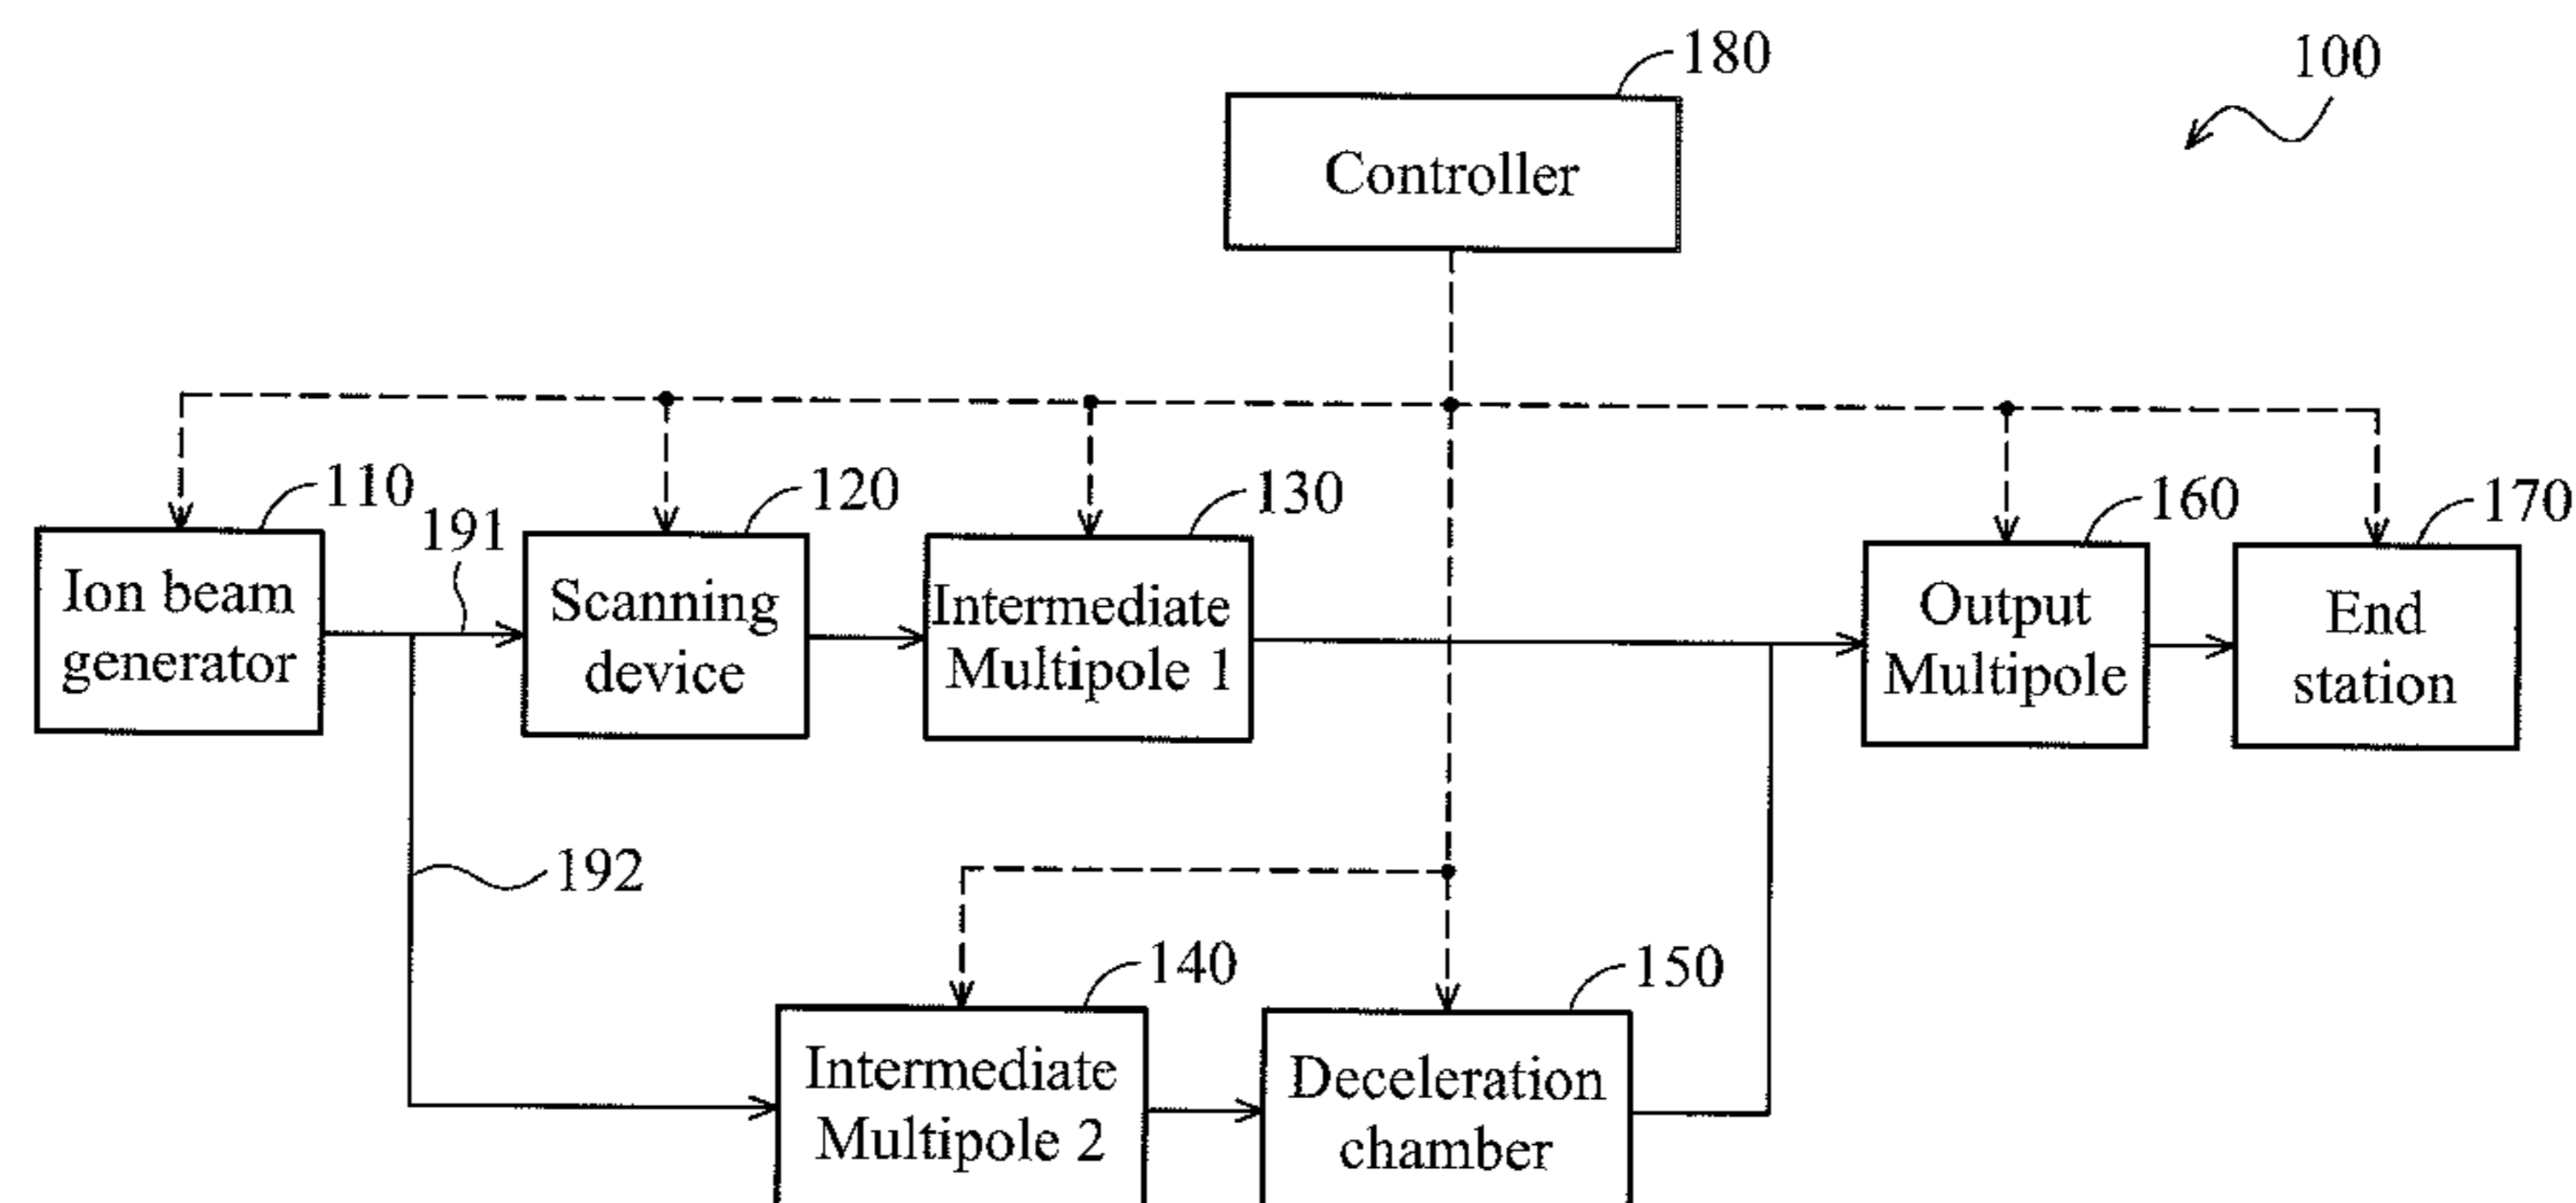 180
100
Controller
110
191
120
130
160
170
Ion beam
generator
Scanning
device
Intermediate
Multipole 1
Output
Multipole
End
station
192
140
150
Intermediate
Multipole 2
Deceleration
chamber